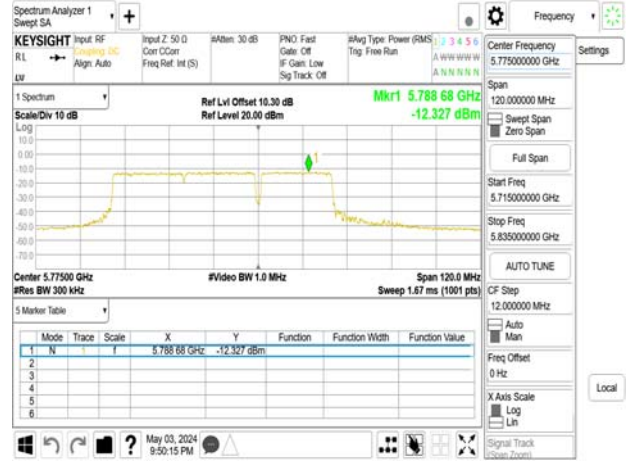 Spectrum Analyzer 1
Swept SA
Frequency
KEYSIGHT
RL
Input: RF
Coupling: DC
Align: Auto
Input Z: 50 Ω
Corr CCorr
Freq Ref: Int (S)
#Atten: 30 dB
PNO: Fast
Gate: Off
IF Gain: Low
Sig Track: Off
#Avg Type: Power (RMS)
Trig: Free Run
1 2 3 4 5 6
A W W W W W
A N N N N N
Center Frequency
5.775000000 GHz
Settings
1 Spectrum
Scale/Div 10 dB
Ref Lvl Offset 10.30 dB
Ref Level 20.00 dBm
Mkr1 5.788 68 GHz
-12.327 dBm
Log
10.0
0.00
-10.0
-20.0
-30.0
-40.0
-50.0
-60.0
-70.0
1
Center 5.77500 GHz
#Res BW 300 kHz
#Video BW 1.0 MHz
Span 120.0 MHz
Sweep 1.67 ms (1001 pts)
Span
120.000000 MHz
Swept Span
Zero Span
Full Span
Start Freq
5.715000000 GHz
Stop Freq
5.835000000 GHz
AUTO TUNE
CF Step
12.000000 MHz
Auto
Man
Freq Offset
0 Hz
X Axis Scale
Log
Lin
Signal Track
(Span Zoom)
Local
5 Marker Table
Mode Trace Scale X Y Function Function Width Function Value
1 N 1 f 5.788 68 GHz -12.327 dBm
2
3
4
5
6
?
May 03, 2024
9:50:15 PM